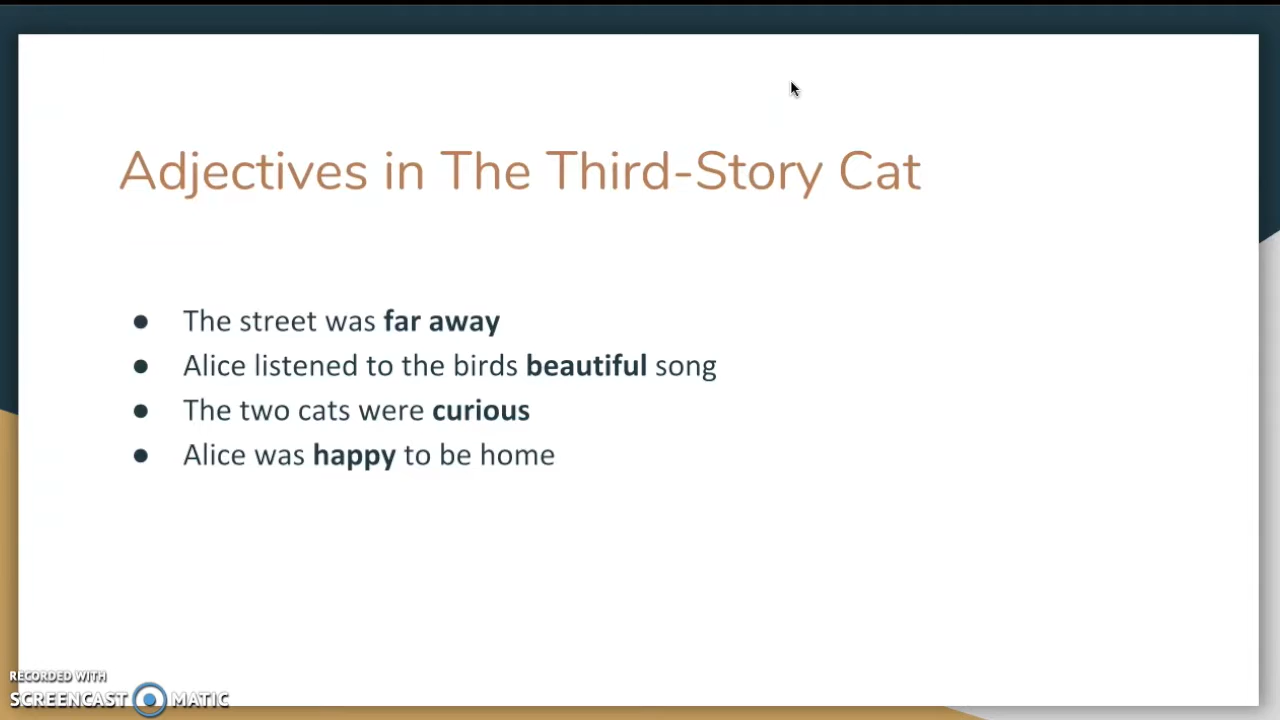 Adjectives in The Third-Story Cat
● The street was far away
● Alice listened to the birds beautiful song
● The two cats were curious
● Alice was happy to be home
RECORDED WITH
SCREENCAST MATIC